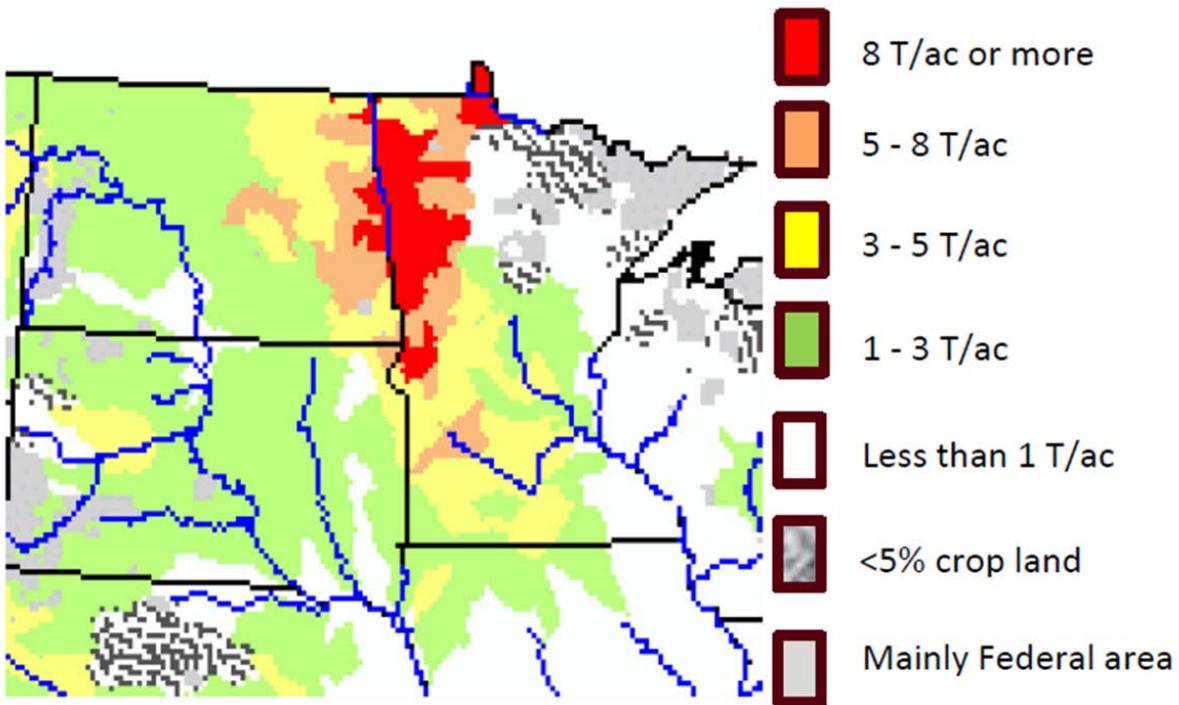 8 T/ac or more
5 - 8 T/ac
3 - 5 T/ac
1 - 3 T/ac
Less than 1 T/ac
<5% crop land
Mainly Federal area